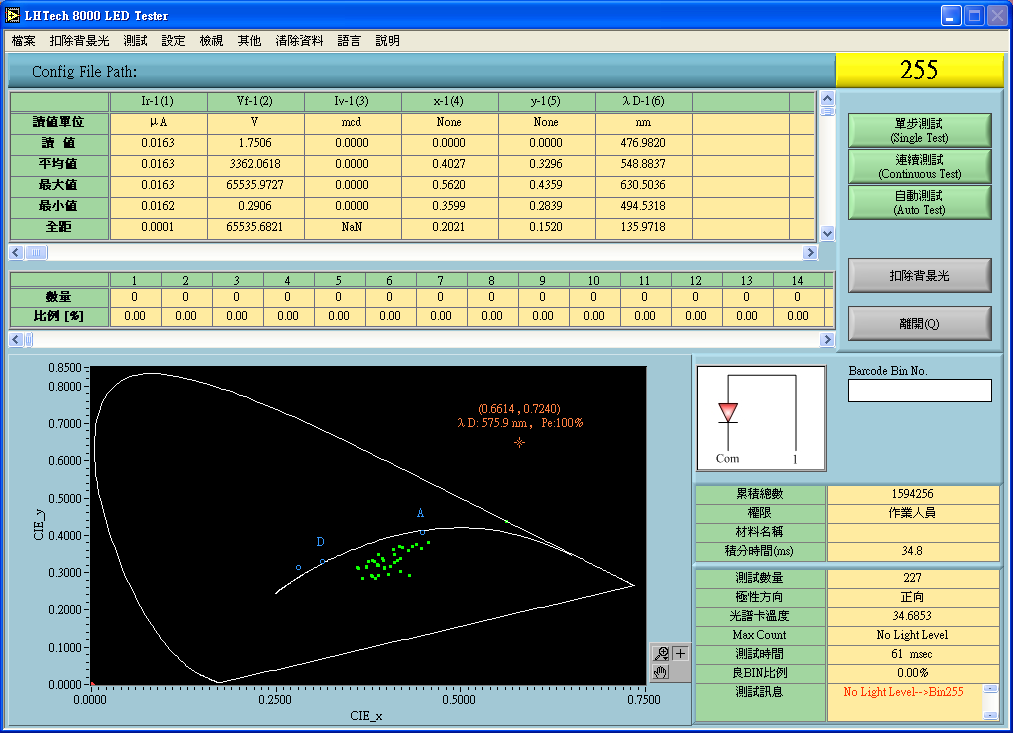 LHTech 8000 LED Tester
檔案 扣除背景光 測試 設定 檢視 其他 清除資料 語言 說明
Config File Path:
255
Ir-1(1) Vf-1(2) Iv-1(3) x-1(4) y-1(5) λ D-1(6)
讀值單位 μ A V mcd None None nm
讀 值 0.0163 1.7506 0.0000 0.0000 0.0000 476.9820
平均值 0.0163 3362.0618 0.0000 0.4027 0.3296 548.8837
最大值 0.0163 65535.9727 0.0000 0.5620 0.4359 630.5036
最小值 0.0162 0.2906 0.0000 0.3599 0.2839 494.5318
全距 0.0001 65535.6821 NaN 0.2021 0.1520 135.9718
單步測試
(Single Test)
連續測試
(Continuous Test)
自動測試
(Auto Test)
扣除背景光
離開(Q)
1 2 3 4 5 6 7 8 9 10 11 12 13 14
數量 0 0 0 0 0 0 0 0 0 0 0 0 0 0
比例 [%] 0.00 0.00 0.00 0.00 0.00 0.00 0.00 0.00 0.00 0.00 0.00 0.00 0.00 0.00
0.8500
0.8000
0.7000
0.6000
0.5000
0.4000
0.3000
0.2000
0.1000
0.0000
CIE_y
(0.6614 , 0.7240)
λ D: 575.9 nm , Pe:100%
A
D
0.0000 0.2500 0.5000 0.7500
CIE_x
Com 1
Barcode Bin No.
累積總數 1594256
權限 作業人員
材料名稱
積分時間(ms) 34.8
測試數量 227
極性方向 正向
光譜卡溫度 34.6853
Max Count No Light Level
測試時間 61 msec
良BIN比例 0.00%
測試訊息 No Light Level-->Bin255